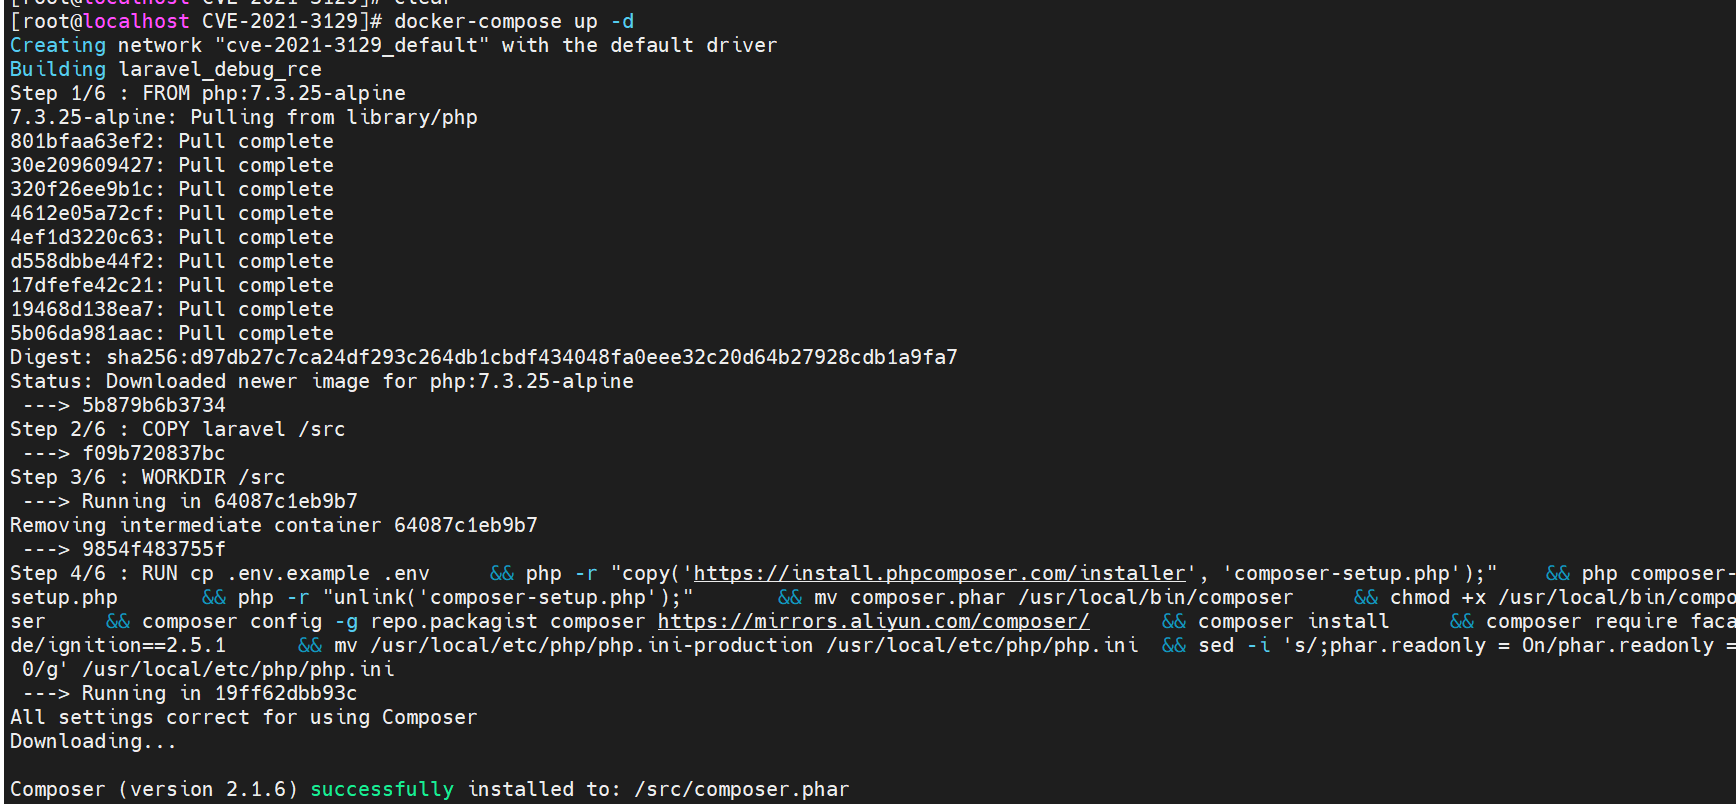 [root@localhost CVE-2021-3129]# clear
[root@localhost CVE-2021-3129]# docker-compose up -d
Creating network "cve-2021-3129_default" with the default driver
Building laravel_debug_rce
Step 1/6 : FROM php:7.3.25-alpine
7.3.25-alpine: Pulling from library/php
801bfaa63ef2: Pull complete
30e209609427: Pull complete
320f26ee9b1c: Pull complete
4612e05a72cf: Pull complete
4ef1d3220c63: Pull complete
d558dbbe44f2: Pull complete
17dfefe42c21: Pull complete
19468d138ea7: Pull complete
5b06da981aac: Pull complete
Digest: sha256:d97db27c7ca24df293c264db1cbdf434048fa0eee32c20d64b27928cdb1a9fa7
Status: Downloaded newer image for php:7.3.25-alpine
 ---> 5b879b6b3734
Step 2/6 : COPY laravel /src
 ---> f09b720837bc
Step 3/6 : WORKDIR /src
 ---> Running in 64087c1eb9b7
Removing intermediate container 64087c1eb9b7
 ---> 9854f483755f
Step 4/6 : RUN cp .env.example .env     && php -r "copy('https://install.phpcomposer.com/installer', 'composer-setup.php');"    && php composer-
setup.php       && php -r "unlink('composer-setup.php');"       && mv composer.phar /usr/local/bin/composer     && chmod +x /usr/local/bin/compo
ser     && composer config -g repo.packagist composer https://mirrors.aliyun.com/composer/      && composer install     && composer require faca
de/ignition==2.5.1      && mv /usr/local/etc/php/php.ini-production /usr/local/etc/php/php.ini  && sed -i 's/;phar.readonly = On/phar.readonly =
 0/g' /usr/local/etc/php/php.ini
 ---> Running in 19ff62dbb93c
All settings correct for using Composer
Downloading...
Composer (version 2.1.6) successfully installed to: /src/composer.phar